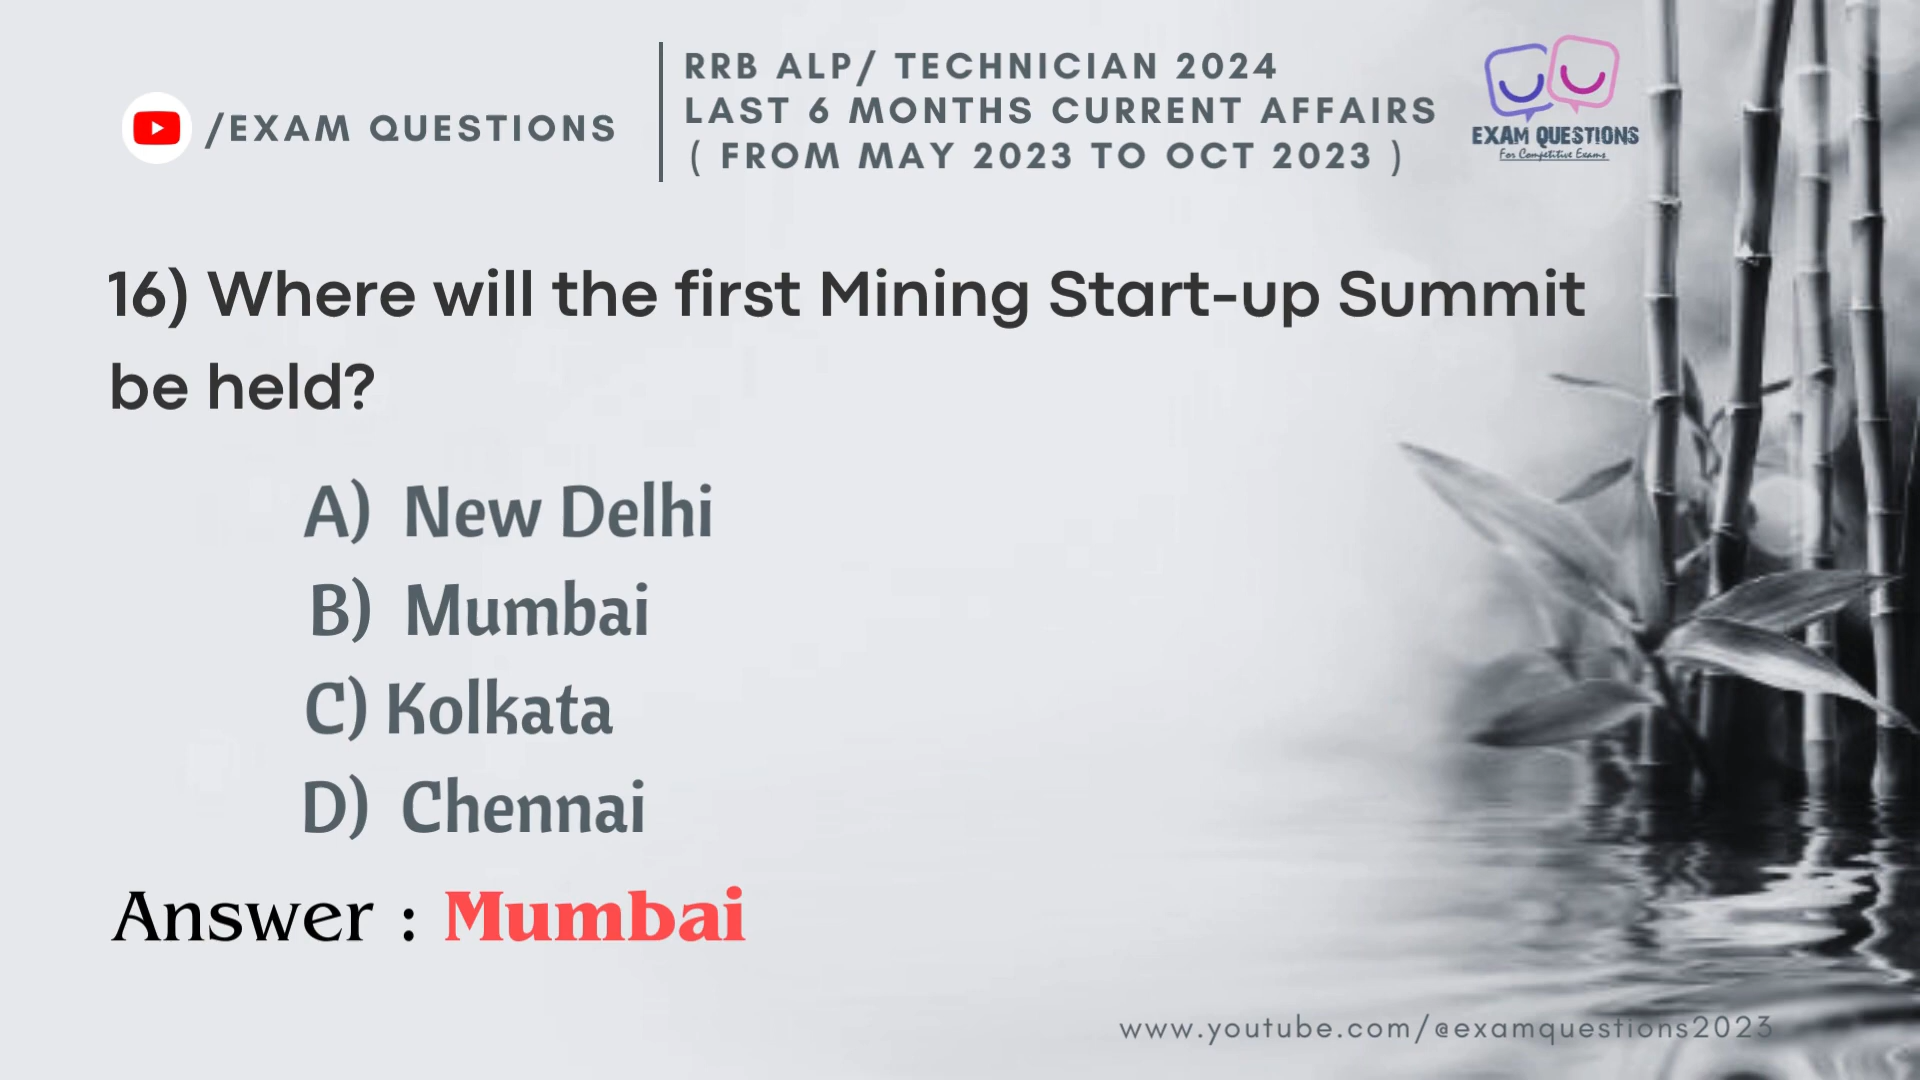 /EXAM QUESTIONS
RRB ALP/ TECHNICIAN 2024
LAST 6 MONTHS CURRENT AFFAIRS
( FROM MAY 2023 TO OCT 2023 )
EXAM QUESTIONS
For Competitive Exams
16) Where will the first Mining Start-up Summit
be held?
A) New Delhi
B) Mumbai
C) Kolkata
D) Chennai
Answer : Mumbai
www.youtube.com/@examquestions2023